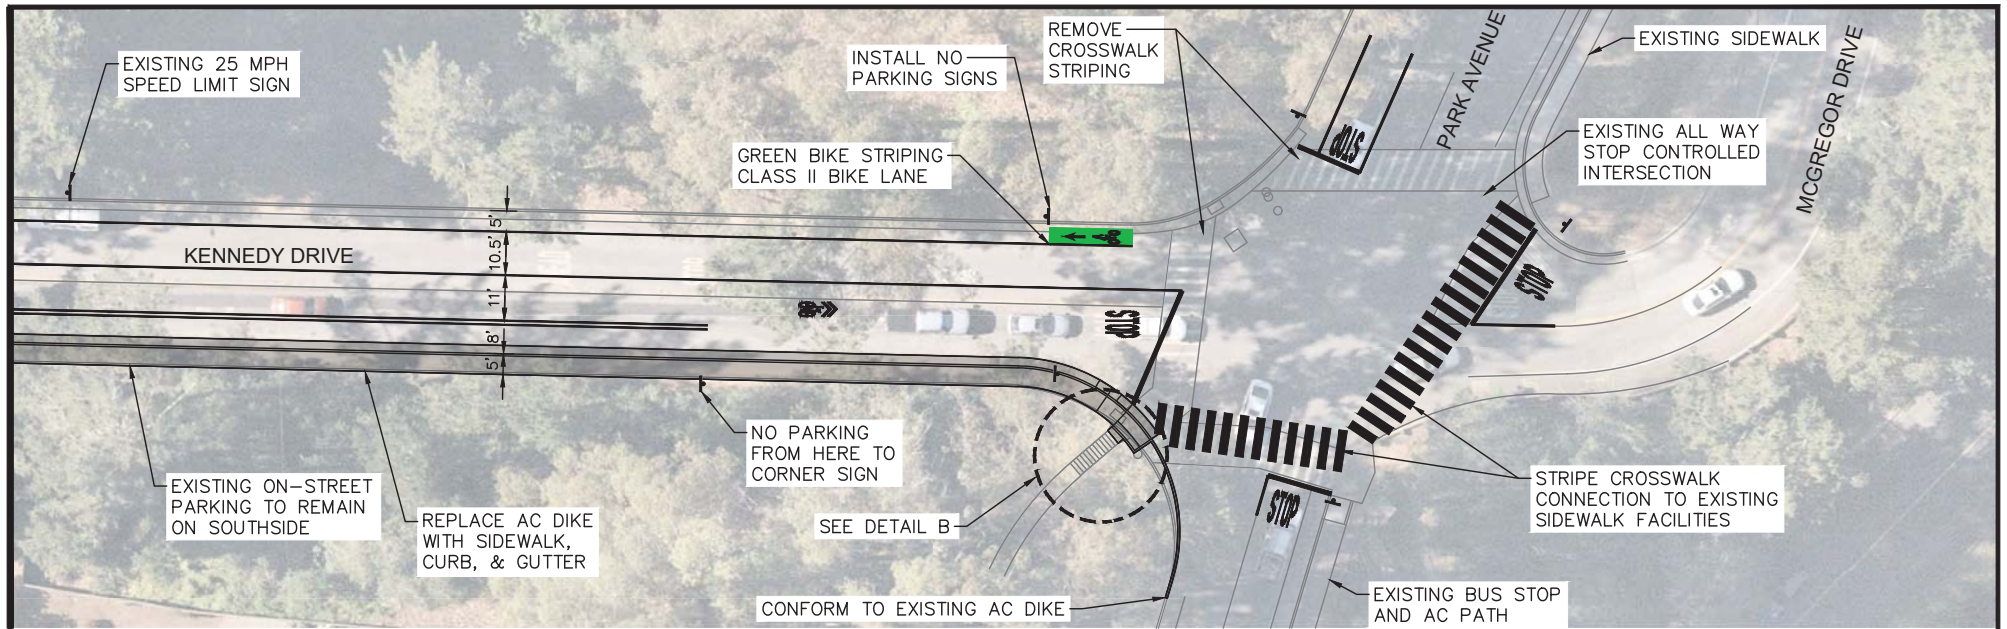 EXISTING 25 MPH
SPEED LIMIT SIGN
INSTALL NO
PARKING SIGNS
REMOVE
CROSSWALK
STRIPING
PARK AVENUE
EXISTING SIDEWALK
MCGREGOR DRIVE
GREEN BIKE STRIPING
CLASS II BIKE LANE
STOP
EXISTING ALL WAY
STOP CONTROLLED
INTERSECTION
KENNEDY DRIVE
5'
10.5'
11'
8'
5'
STOP
STOP
NO PARKING
FROM HERE TO
CORNER SIGN
EXISTING ON-STREET
PARKING TO REMAIN
ON SOUTHSIDE
REPLACE AC DIKE
WITH SIDEWALK,
CURB, & GUTTER
SEE DETAIL B
STOP
STRIPE CROSSWALK
CONNECTION TO EXISTING
SIDEWALK FACILITIES
CONFORM TO EXISTING AC DIKE
EXISTING BUS STOP
AND AC PATH